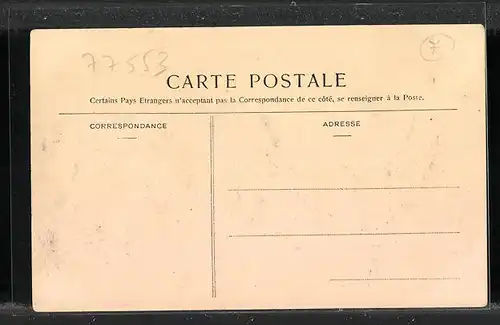 77553
7
CARTE POSTALE
Certains Pays Etrangers n'acceptant pas la Correspondance de ce côté, se renseigner à la Poste.
CORRESPONDANCE
ADRESSE